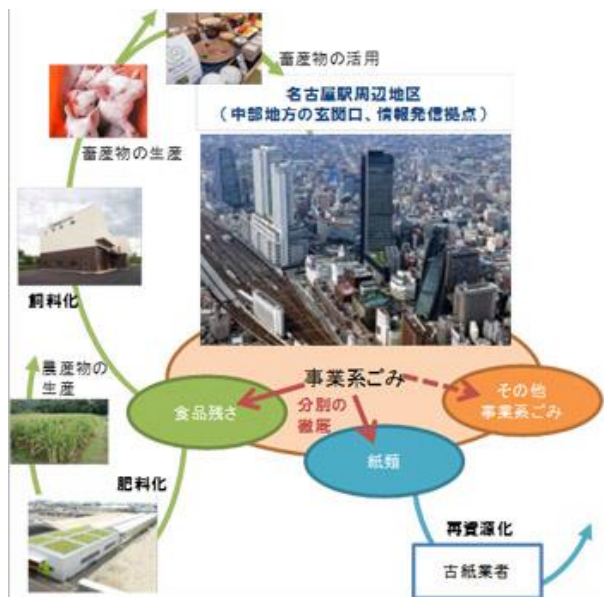 畜産物の活用
名古屋駅周辺地区
（中部地方の玄関口、情報発信拠点）
畜産物の生産
飼料化
農産物の
生産
事業系ごみ
食品残さ
分別の
徹底
その他
事業系ごみ
紙類
肥料化
再資源化
古紙業者